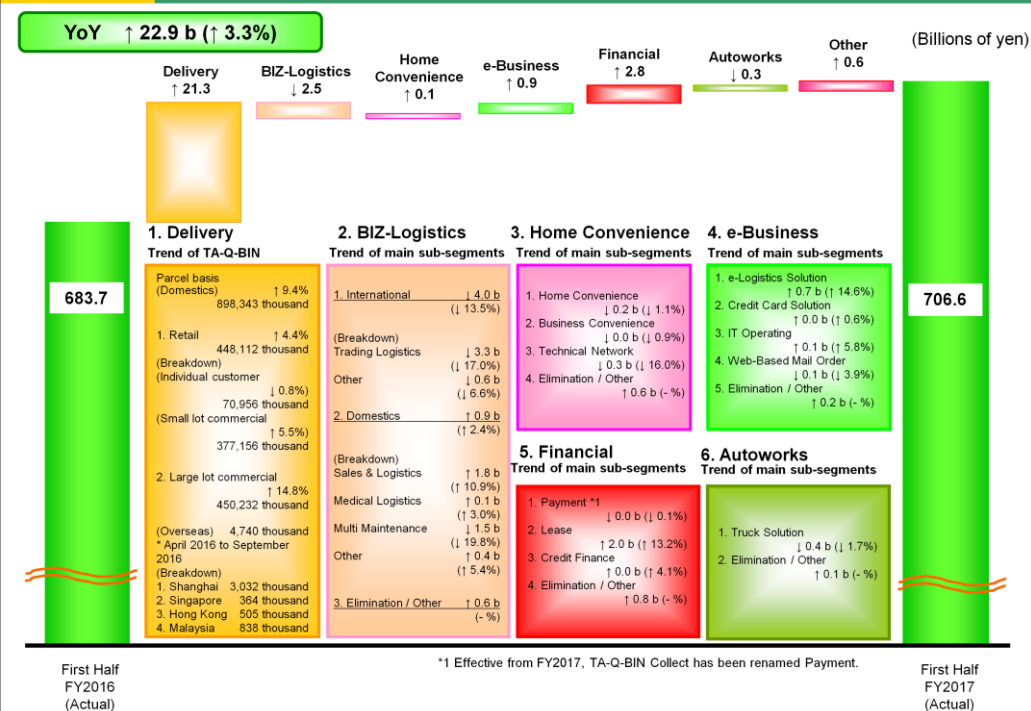 YoY ↑ 22.9 b (↑ 3.3%)
(Billions of yen)
Delivery
↑ 21.3
BIZ-Logistics
↓ 2.5
Home
Convenience
↑ 0.1
e-Business
↑ 0.9
Financial
↑ 2.8
Autoworks
↓ 0.3
Other
↑ 0.6
683.7
706.6
1. Delivery
Trend of TA-Q-BIN
Parcel basis
(Domestics) ↑ 9.4%
898,343 thousand
1. Retail ↑ 4.4%
448,112 thousand
(Breakdown)
(Individual customer
↓ 0.8%)
70,956 thousand
(Small lot commercial
↑ 5.5%)
377,156 thousand
2. Large lot commercial
↑ 14.8%
450,232 thousand
(Overseas) 4,740 thousand
* April 2016 to September
2016
(Breakdown)
1. Shanghai 3,032 thousand
2. Singapore 364 thousand
3. Hong Kong 505 thousand
4. Malaysia 838 thousand
2. BIZ-Logistics
Trend of main sub-segments
1. International ↓ 4.0 b
(↓ 13.5%)
(Breakdown)
Trading Logistics ↓ 3.3 b
(↓ 17.0%)
Other ↓ 0.6 b
(↓ 6.6%)
2. Domestics ↑ 0.9 b
(↑ 2.4%)
(Breakdown)
Sales & Logistics ↑ 1.8 b
(↑ 10.9%)
Medical Logistics ↑ 0.1 b
(↑ 3.0%)
Multi Maintenance ↓ 1.5 b
(↓ 19.8%)
Other ↑ 0.4 b
(↑ 5.4%)
3. Elimination / Other ↑ 0.6 b
(- %)
3. Home Convenience
Trend of main sub-segments
1. Home Convenience
↓ 0.2 b (↓ 1.1%)
2. Business Convenience
↓ 0.0 b (↓ 0.9%)
3. Technical Network
↓ 0.3 b (↓ 16.0%)
4. Elimination / Other
↑ 0.6 b (- %)
4. e-Business
Trend of main sub-segments
1. e-Logistics Solution
↑ 0.7 b (↑ 14.6%)
2. Credit Card Solution
↑ 0.0 b (↑ 0.6%)
3. IT Operating
↑ 0.1 b (↑ 5.8%)
4. Web-Based Mail Order
↓ 0.1 b (↓ 3.9%)
5. Elimination / Other
↑ 0.2 b (- %)
5. Financial
Trend of main sub-segments
1. Payment *1
↓ 0.0 b (↓ 0.1%)
2. Lease
↑ 2.0 b (↑ 13.2%)
3. Credit Finance
↑ 0.0 b (↑ 4.1%)
4. Elimination / Other
↑ 0.8 b (- %)
6. Autoworks
Trend of main sub-segments
1. Truck Solution
↓ 0.4 b (↓ 1.7%)
2. Elimination / Other
↑ 0.1 b (- %)
*1 Effective from FY2017, TA-Q-BIN Collect has been renamed Payment.
First Half
FY2016
(Actual)
First Half
FY2017
(Actual)